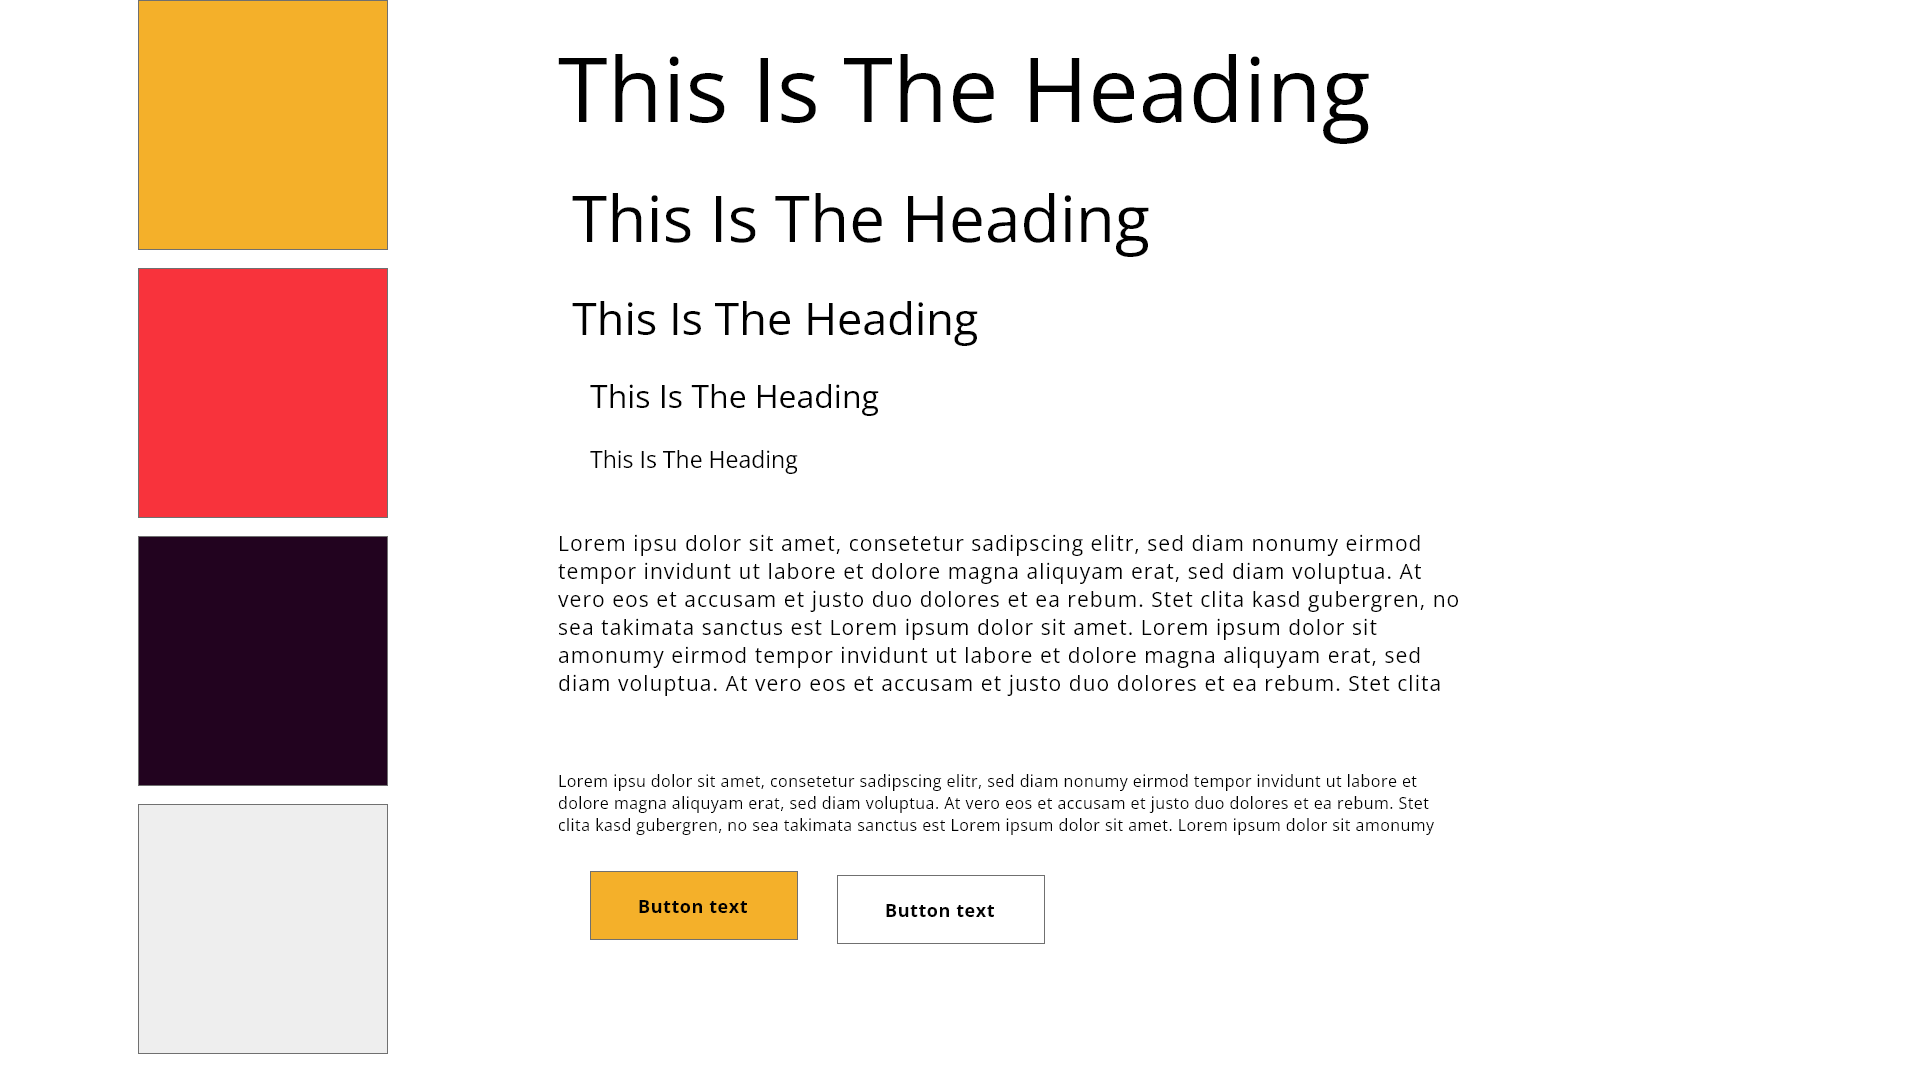 This Is The Heading
This Is The Heading
This Is The Heading
This Is The Heading
This Is The Heading
Lorem ipsu dolor sit amet, consetetur sadipscing elitr, sed diam nonumy eirmod
tempor invidunt ut labore et dolore magna aliquyam erat, sed diam voluptua. At
vero eos et accusam et justo duo dolores et ea rebum. Stet clita kasd gubergren, no
sea takimata sanctus est Lorem ipsum dolor sit amet. Lorem ipsum dolor sit
amonumy eirmod tempor invidunt ut labore et dolore magna aliquyam erat, sed
diam voluptua. At vero eos et accusam et justo duo dolores et ea rebum. Stet clita
Lorem ipsu dolor sit amet, consetetur sadipscing elitr, sed diam nonumy eirmod tempor invidunt ut labore et
dolore magna aliquyam erat, sed diam voluptua. At vero eos et accusam et justo duo dolores et ea rebum. Stet
clita kasd gubergren, no sea takimata sanctus est Lorem ipsum dolor sit amet. Lorem ipsum dolor sit amonumy
Button text
Button text